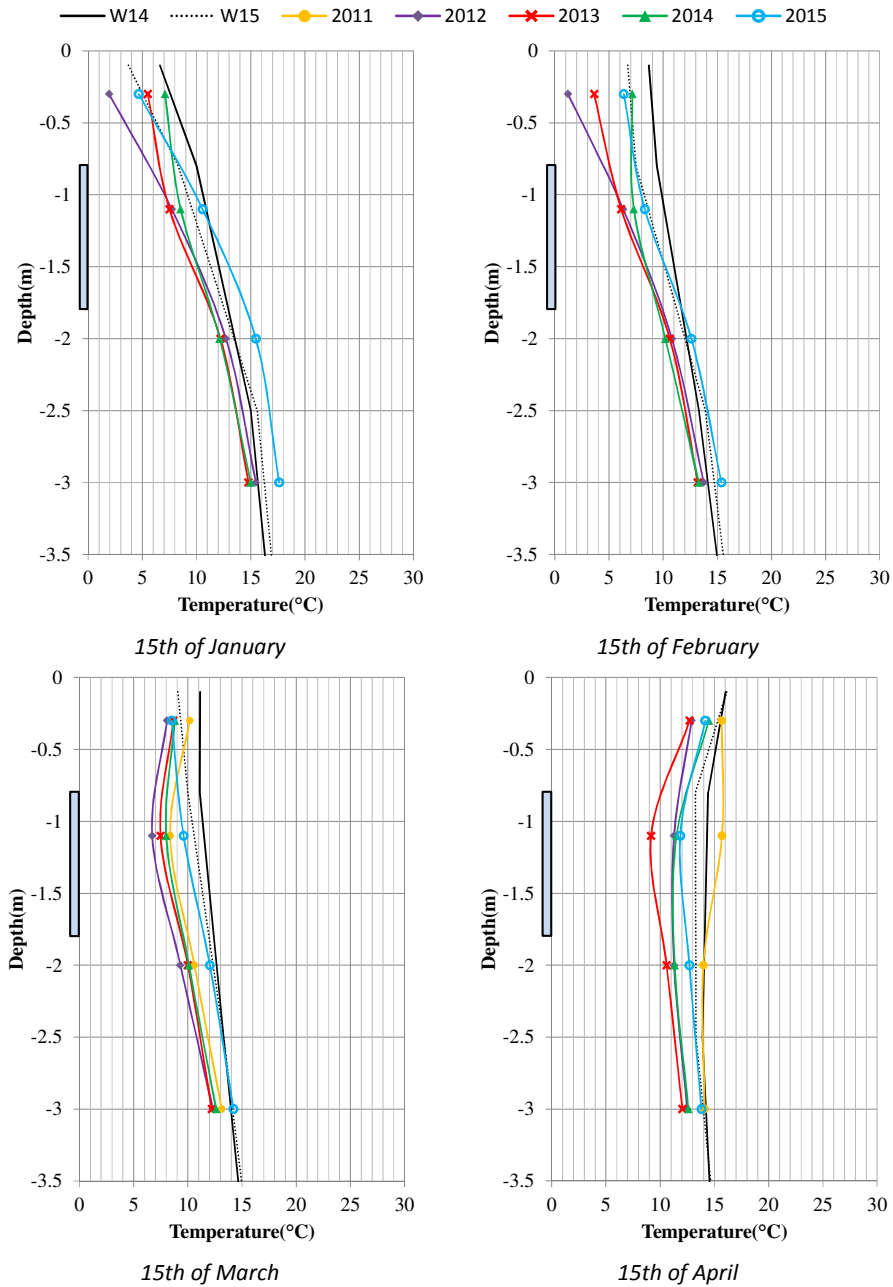 W14 W15 2011 2012 2013 2014 2015
0
-0.5
-1
-1.5
-2
-2.5
-3
-3.5
Depth(m)
0 5 10 15 20 25 30
Temperature(°C)
15th of January
0
-0.5
-1
-1.5
-2
-2.5
-3
-3.5
Depth(m)
0 5 10 15 20 25 30
Temperature(°C)
15th of February
0
-0.5
-1
-1.5
-2
-2.5
-3
-3.5
Depth(m)
0 5 10 15 20 25 30
Temperature(°C)
15th of March
0
-0.5
-1
-1.5
-2
-2.5
-3
-3.5
Depth(m)
0 5 10 15 20 25 30
Temperature(°C)
15th of April